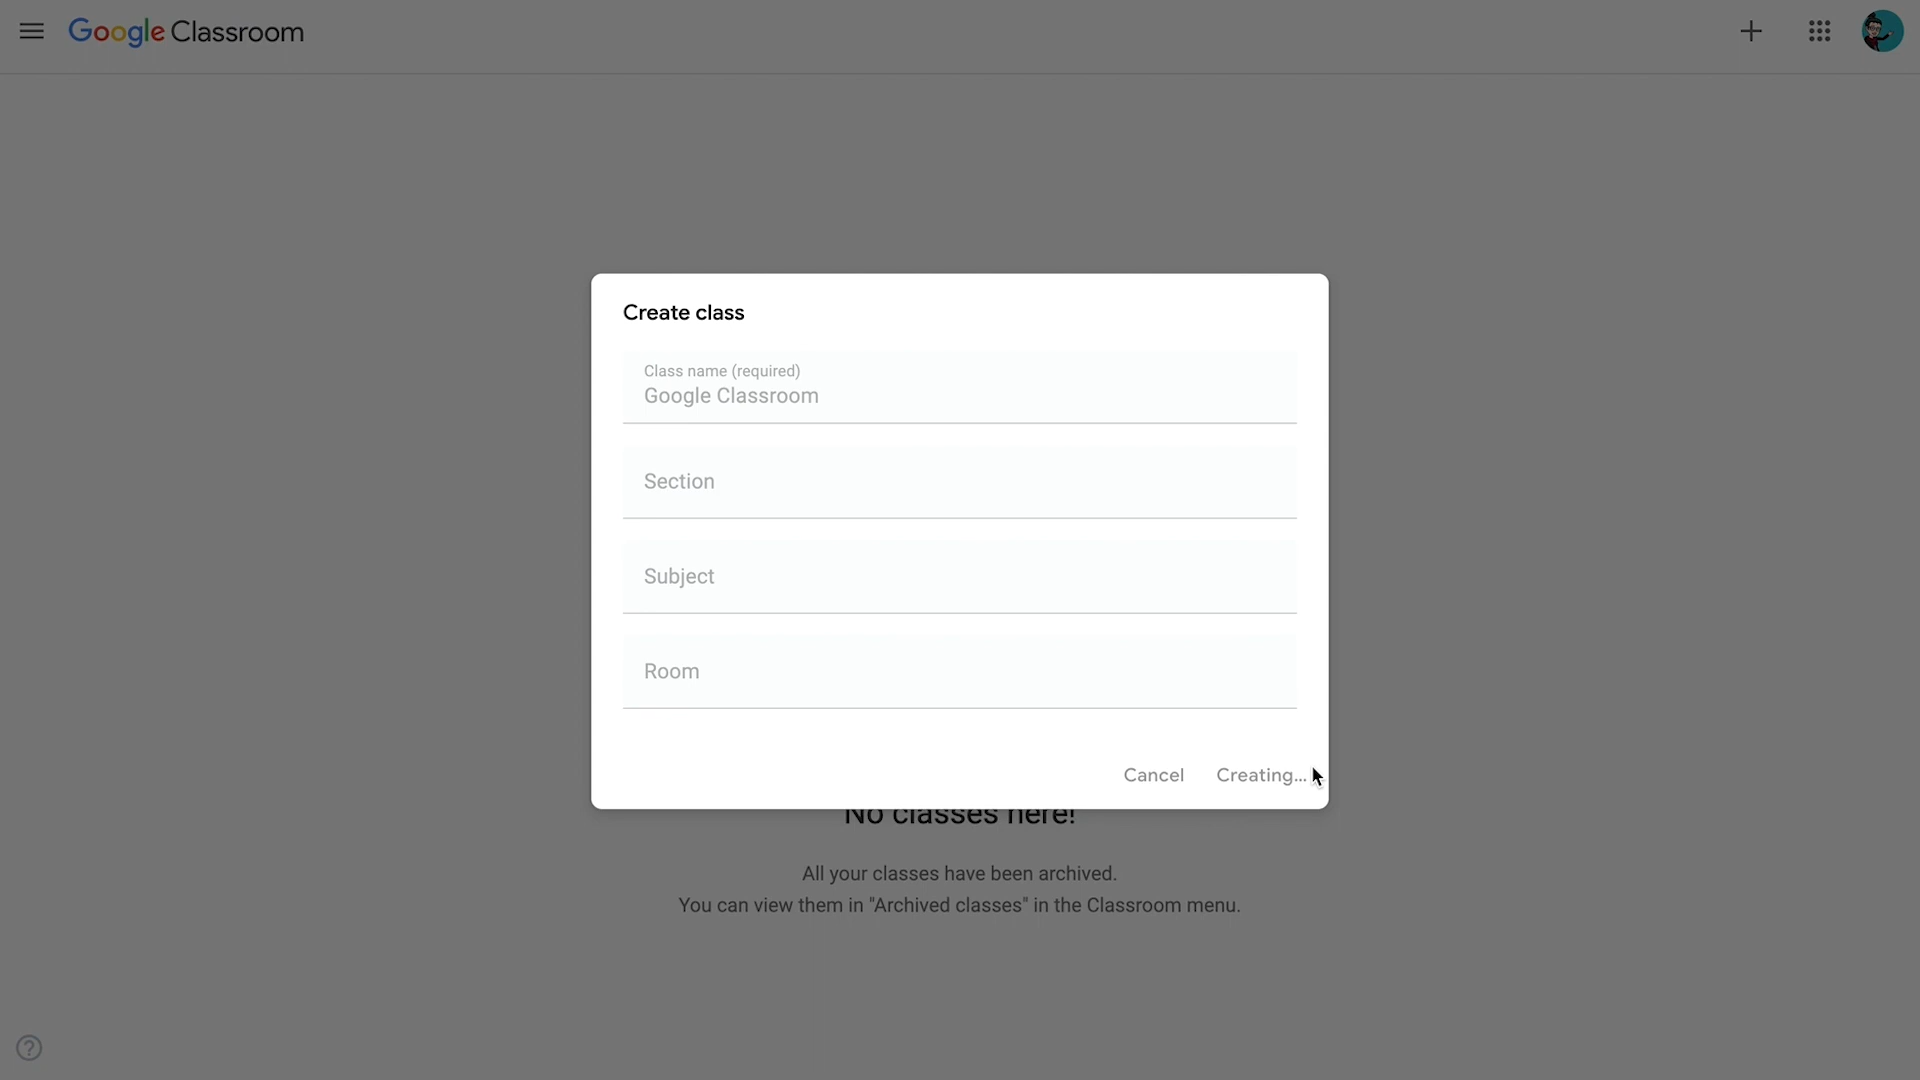 Google Classroom
Create class
Class name (required)
Google Classroom
Section
Subject
Room
Cancel Creating...
No classes here!
All your classes have been archived.
You can view them in "Archived classes" in the Classroom menu.
?